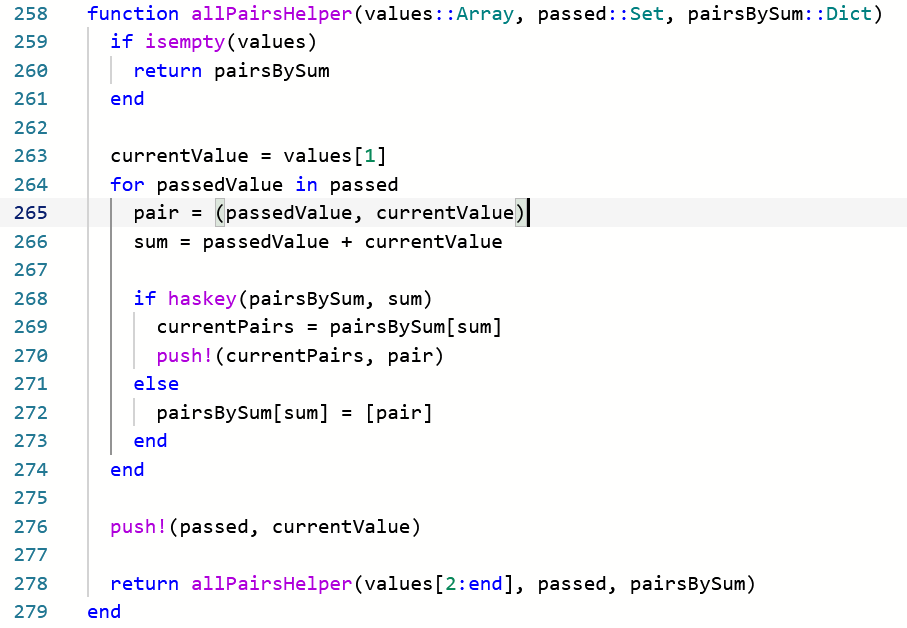 258 function allPairsHelper(values::Array, passed::Set, pairsBySum::Dict)
259 if isempty(values)
260 return pairsBySum
261 end
262
263 currentValue = values[1]
264 for passedValue in passed
265 pair = (passedValue, currentValue)
266 sum = passedValue + currentValue
267
268 if haskey(pairsBySum, sum)
269 currentPairs = pairsBySum[sum]
270 push!(currentPairs, pair)
271 else
272 pairsBySum[sum] = [pair]
273 end
274 end
275
276 push!(passed, currentValue)
277
278 return allPairsHelper(values[2:end], passed, pairsBySum)
279 end